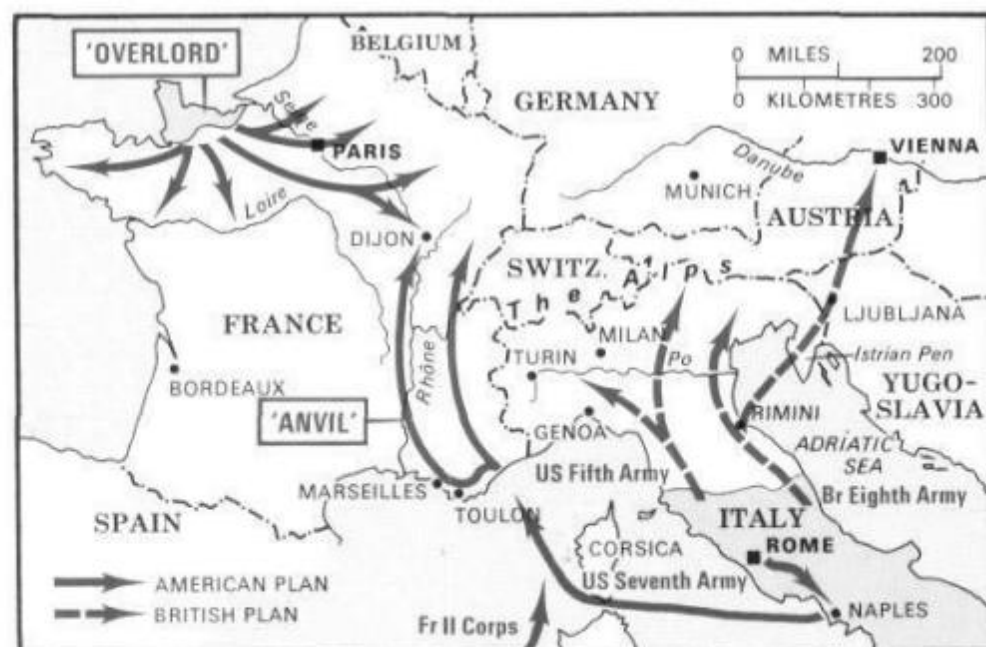 'OVERLORD'
BELGIUM
0 MILES 200
0 KILOMETRES 300
GERMANY
Seine
PARIS
Danube
VIENNA
MUNICH
Loire
AUSTRIA
DIJON
SWITZ.
The Alps
FRANCE
MILAN
LJUBLJANA
TURIN
Po
Istrian Pen
Rhône
BORDEAUX
YUGO-
SLAVIA
'ANVIL'
RIMINI
GENOA
ADRIATIC
SEA
US Fifth Army
MARSEILLES
Br Eighth Army
TOULON
SPAIN
ITALY
ROME
CORSICA
US Seventh Army
AMERICAN PLAN
BRITISH PLAN
NAPLES
Fr II Corps